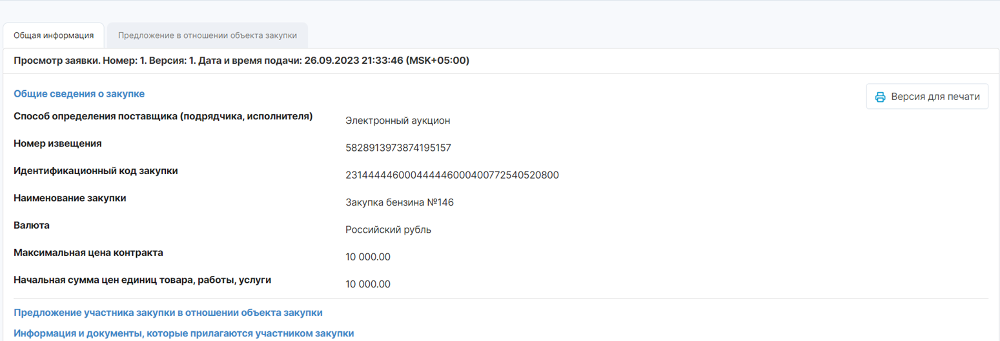 Общая информация
Предложение в отношении объекта закупки
Просмотр заявки. Номер: 1. Версия: 1. Дата и время подачи: 26.09.2023 21:33:46 (MSK+05:00)
Общие сведения о закупке
Версия для печати
Способ определения поставщика (подрядчика, исполнителя)
Электронный аукцион
Номер извещения
5828913973874195157
Идентификационный код закупки
231444446000444446000400772540520800
Наименование закупки
Закупка бензина №146
Валюта
Российский рубль
Максимальная цена контракта
10 000.00
Начальная сумма цен единиц товара, работы, услуги
10 000.00
Предложение участника закупки в отношении объекта закупки
Информация и документы, которые прилагаются участником закупки